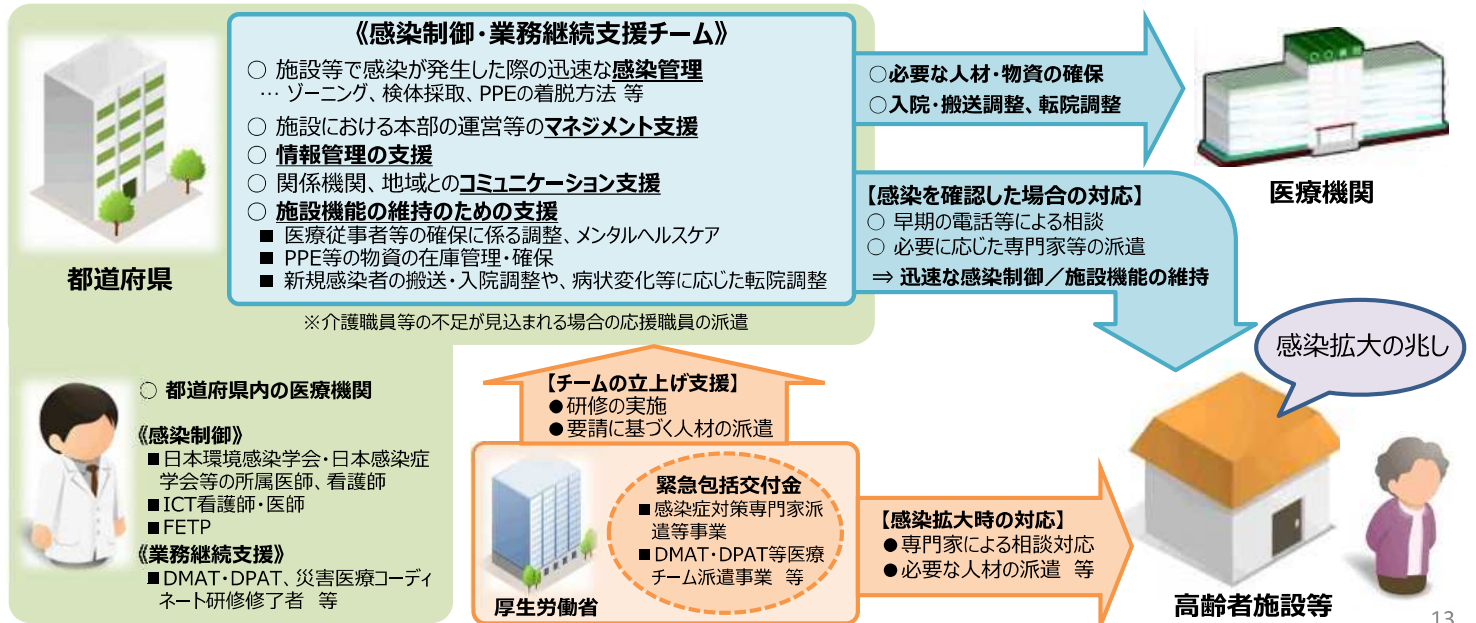 《感染制御・業務継続支援チーム》
○ 施設等で感染が発生した際の迅速な感染管理
… ゾーニング、検体採取、PPEの着脱方法 等
○ 施設における本部の運営等のマネジメント支援
○ 情報管理の支援
○ 関係機関、地域とのコミュニケーション支援
○ 施設機能の維持のための支援
■ 医療従事者等の確保に係る調整、メンタルヘルスケア
■ PPE等の物資の在庫管理・確保
■ 新規感染者の搬送・入院調整や、病状変化等に応じた転院調整
※介護職員等の不足が見込まれる場合の応援職員の派遣
都道府県
○必要な人材・物資の確保
○入院・搬送調整、転院調整
医療機関
【感染を確認した場合の対応】
○ 早期の電話等による相談
○ 必要に応じた専門家等の派遣
⇒ 迅速な感染制御／施設機能の維持
感染拡大の兆し
○ 都道府県内の医療機関
《感染制御》
■日本環境感染学会・日本感染症
学会等の所属医師、看護師
■ICT看護師・医師
■FETP
《業務継続支援》
■DMAT・DPAT、災害医療コーディ
ネート研修修了者 等
【チームの立上げ支援】
●研修の実施
●要請に基づく人材の派遣
緊急包括交付金
■感染症対策専門家派
遣等事業
■DMAT・DPAT等医療
チーム派遣事業 等
厚生労働省
【感染拡大時の対応】
●専門家による相談対応
●必要な人材の派遣 等
高齢者施設等
13